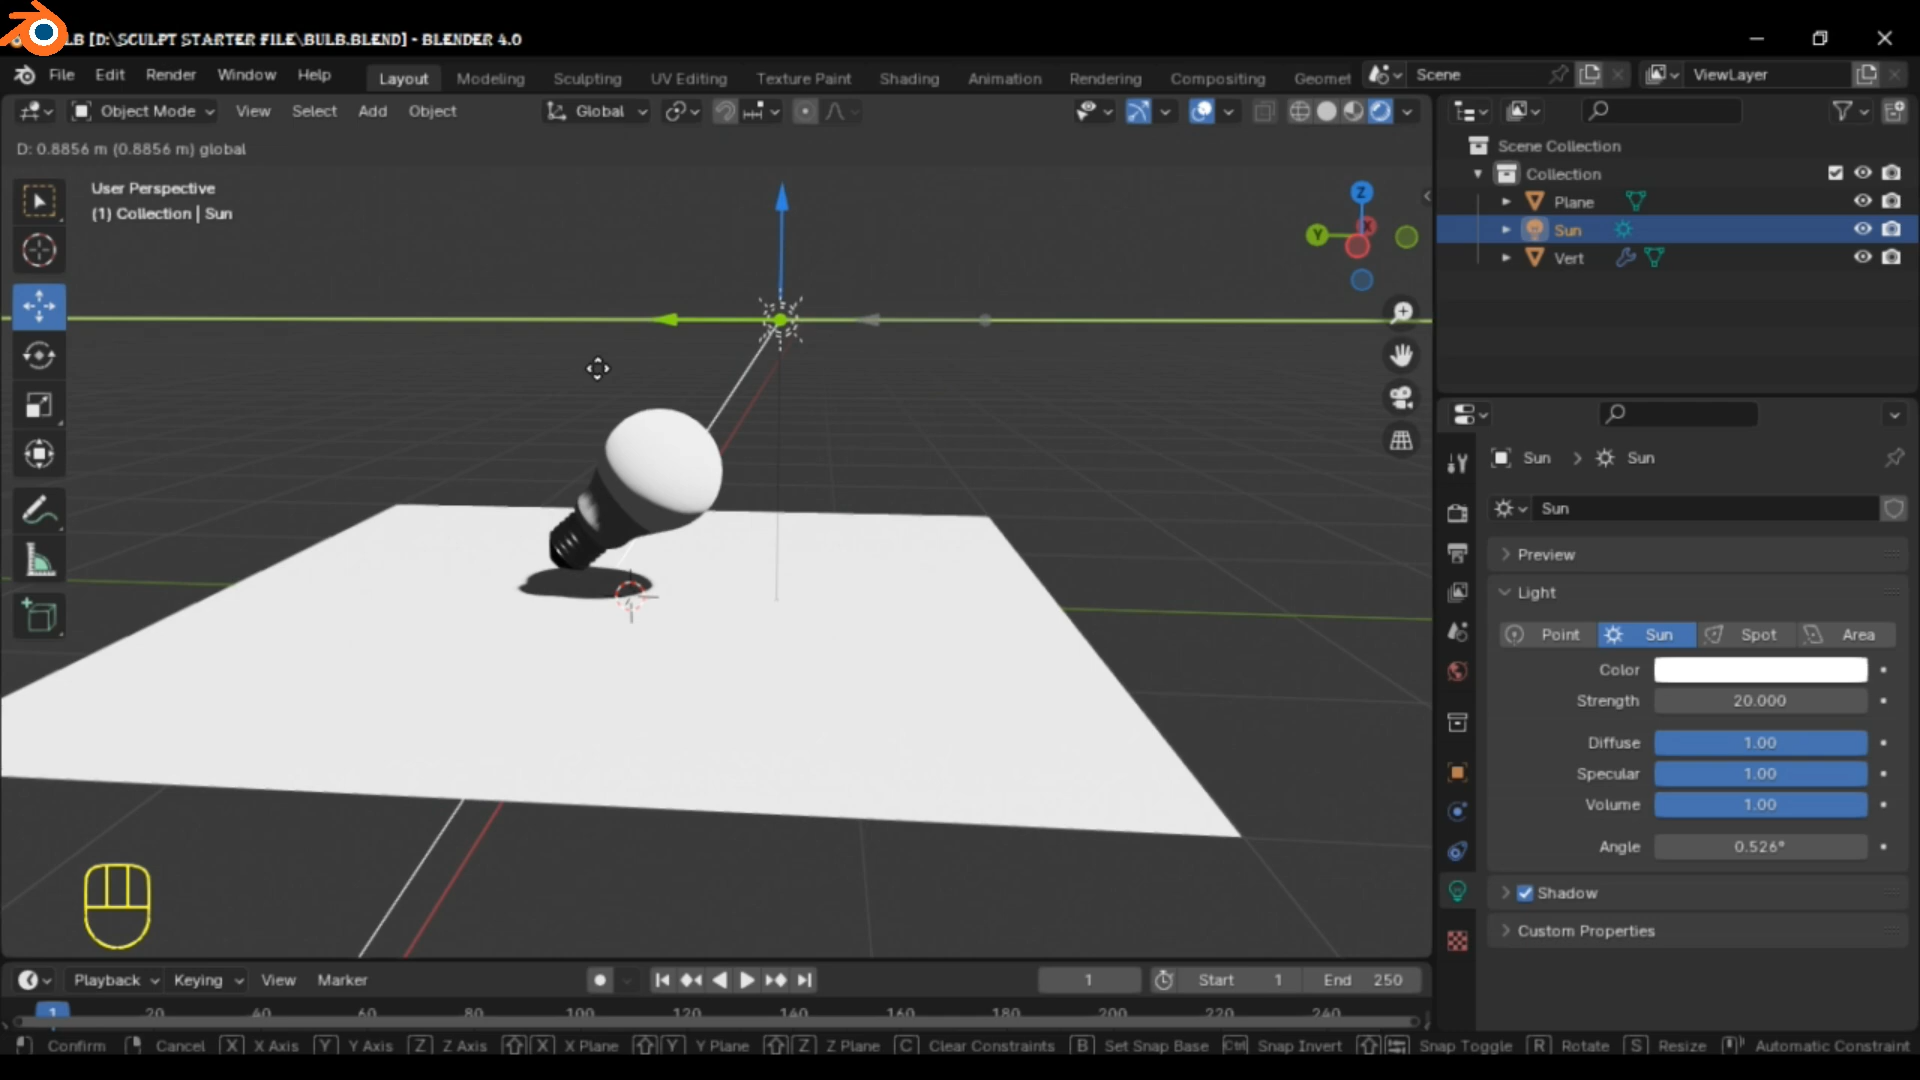 LB [D:\SCULPT STARTER FILE\BULB.BLEND] - BLENDER 4.0
File Edit Render Window Help Layout Modeling Sculpting UV Editing Texture Paint Shading Animation Rendering Compositing Geomet Scene ViewLayer
Object Mode View Select Add Object Global
D: 0.8856 m (0.8856 m) global
User Perspective
(1) Collection | Sun
Z
Y
X
Scene Collection
Collection
Plane
Sun
Vert
Sun > Sun
Sun
Preview
Light
Point Sun Spot Area
Color
Strength 20.000
Diffuse 1.00
Specular 1.00
Volume 1.00
Angle 0.526°
Shadow
Custom Properties
Playback Keying View Marker 1 Start 1 End 250
1 20 40 60 80 100 120 140 160 180 200 220 240
Confirm Cancel X X Axis Y Y Axis Z Z Axis X X Plane Y Y Plane Z Z Plane C Clear Constraints B Set Snap Base Ctrl Snap Invert Snap Toggle R Rotate S Resize Automatic Constraint